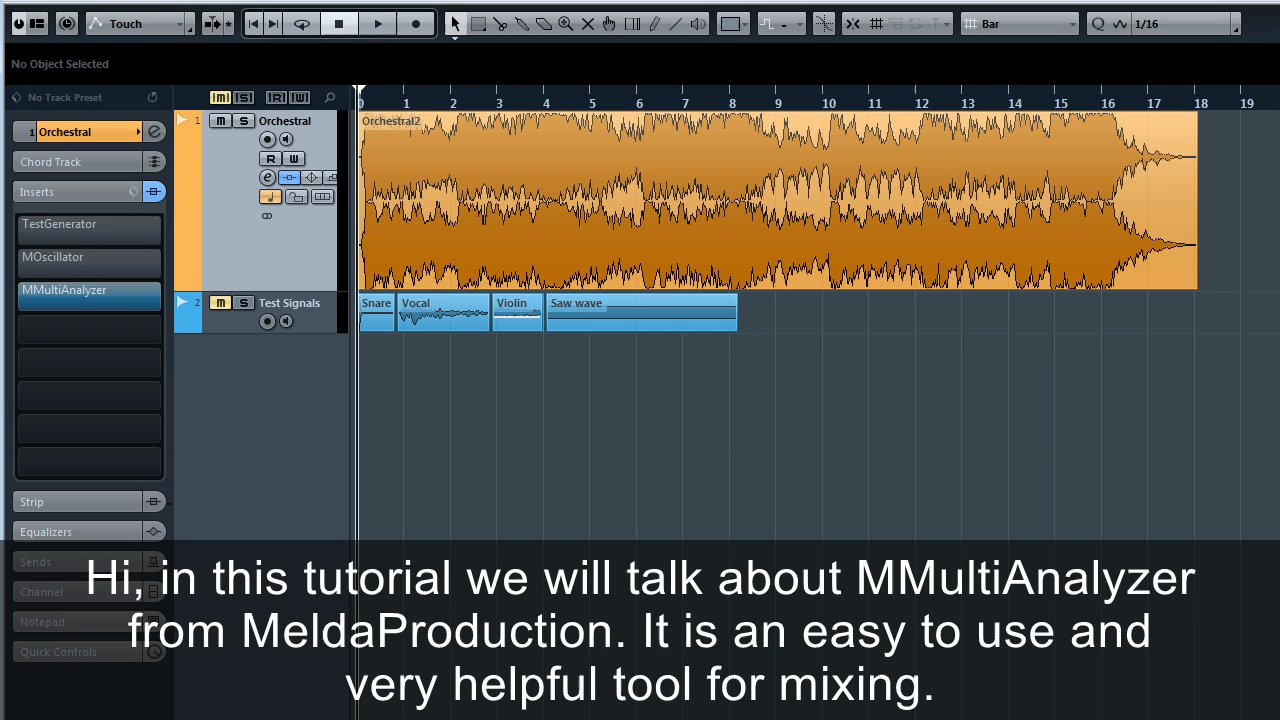 Touch
Bar
1/16
No Object Selected
No Track Preset
M S R W
0 1 2 3 4 5 6 7 8 9 10 11 12 13 14 15 16 17 18 19
1 Orchestral
1 m S Orchestral
Orchestral2
R W
Chord Track
Inserts
TestGenerator
MOscillator
MMultiAnalyzer
2 m S Test Signals
Snare Vocal Violin Saw wave
Strip
Equalizers
Sends
Channel
Notepad
Quick Controls
Hi, in this tutorial we will talk about MMultiAnalyzer
from MeldaProduction. It is an easy to use and
very helpful tool for mixing.